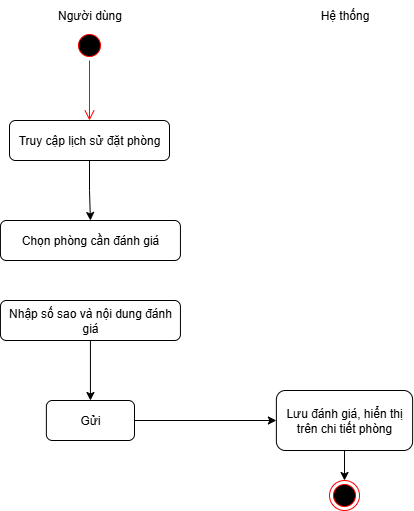 Người dùng
Hệ thống
Truy cập lịch sử đặt phòng
Chọn phòng cần đánh giá
Nhập số sao và nội dung đánh
giá
Gửi
Lưu đánh giá, hiển thị
trên chi tiết phòng